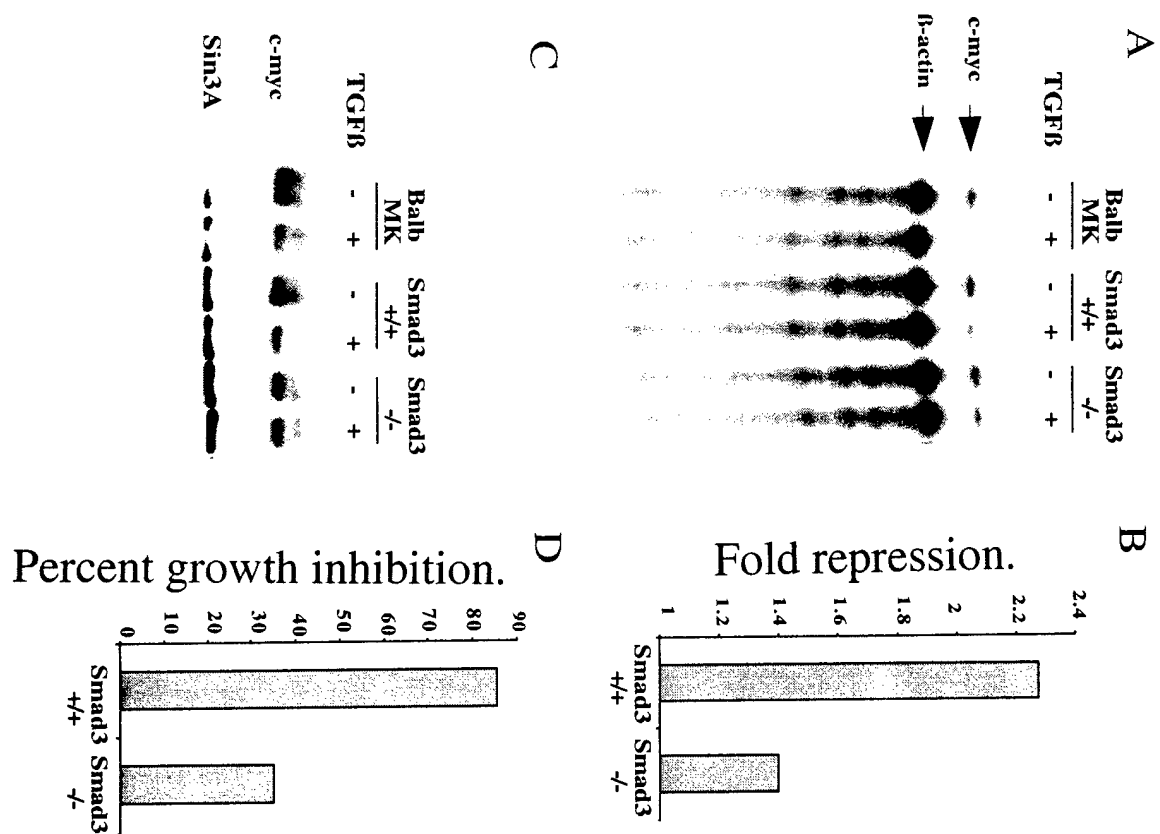 A
TGFß
c-myc
ß-actin
Balb MK
- +
Smad3 +/+
- +
Smad3 -/-
- +
B
Fold repression.
2.4
2.2
2
1.8
1.6
1.4
1.2
1
Smad3 +/+
Smad3 -/-
C
TGFß
c-myc
Sin3A
Balb MK
- +
Smad3 +/+
- +
Smad3 -/-
- +
D
Percent growth inhibition.
90
80
70
60
50
40
30
20
10
0
Smad3 +/+
Smad3 -/-